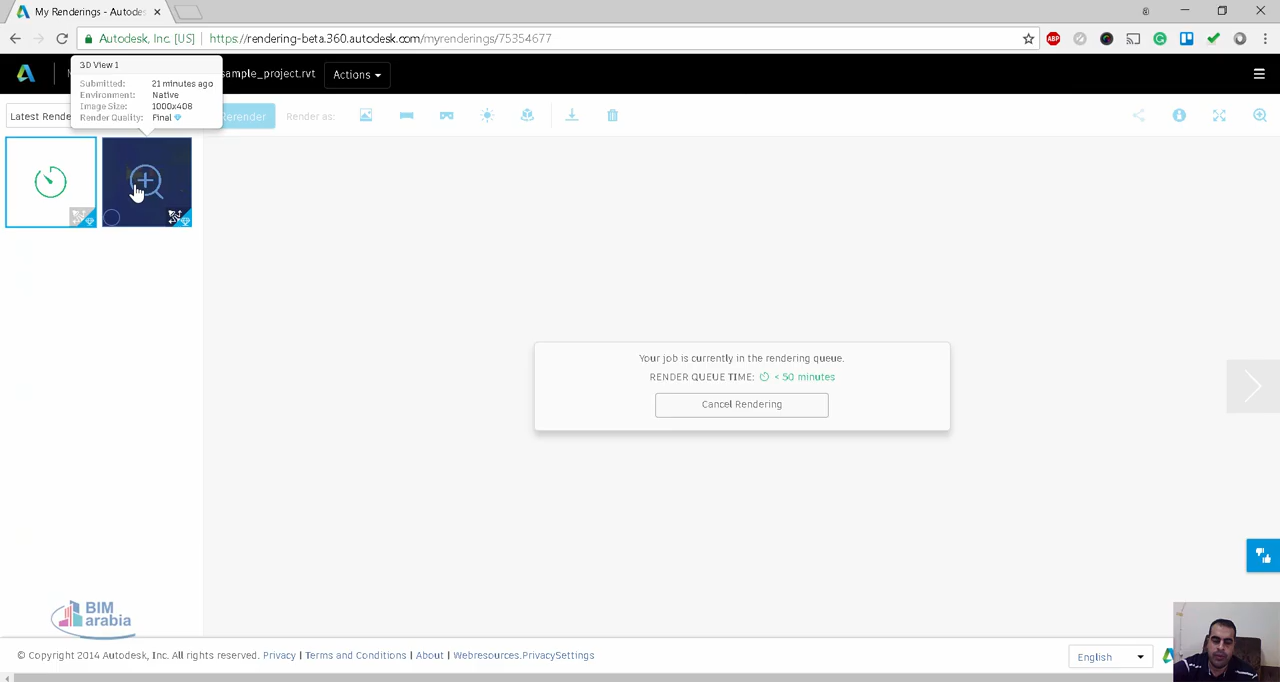 My Renderings - Autodes
Autodesk, Inc. [US]
https://rendering-beta.360.autodesk.com/myrenderings/75354677
ABP
sample_project.rvt
Actions
3D View 1
Submitted: 21 minutes ago
Environment: Native
Image Size: 1000x408
Render Quality: Final
Latest Rende
Rerender
Render as:
Your job is currently in the rendering queue.
RENDER QUEUE TIME: < 50 minutes
Cancel Rendering
BIM
arabia
© Copyright 2014 Autodesk, Inc. All rights reserved. Privacy | Terms and Conditions | About | Webresources.PrivacySettings
English